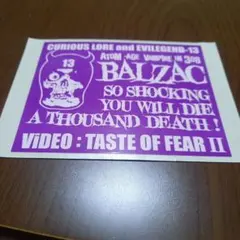 CURIOUS LORE and EVILEGEND-13
ATOM-AGE VAMPIRE IN 308
13
BALZAC
SO SHOCKING
YOU WILL DIE
A THOUSAND DEATH !
ViDEO : TASTE OF FEAR II